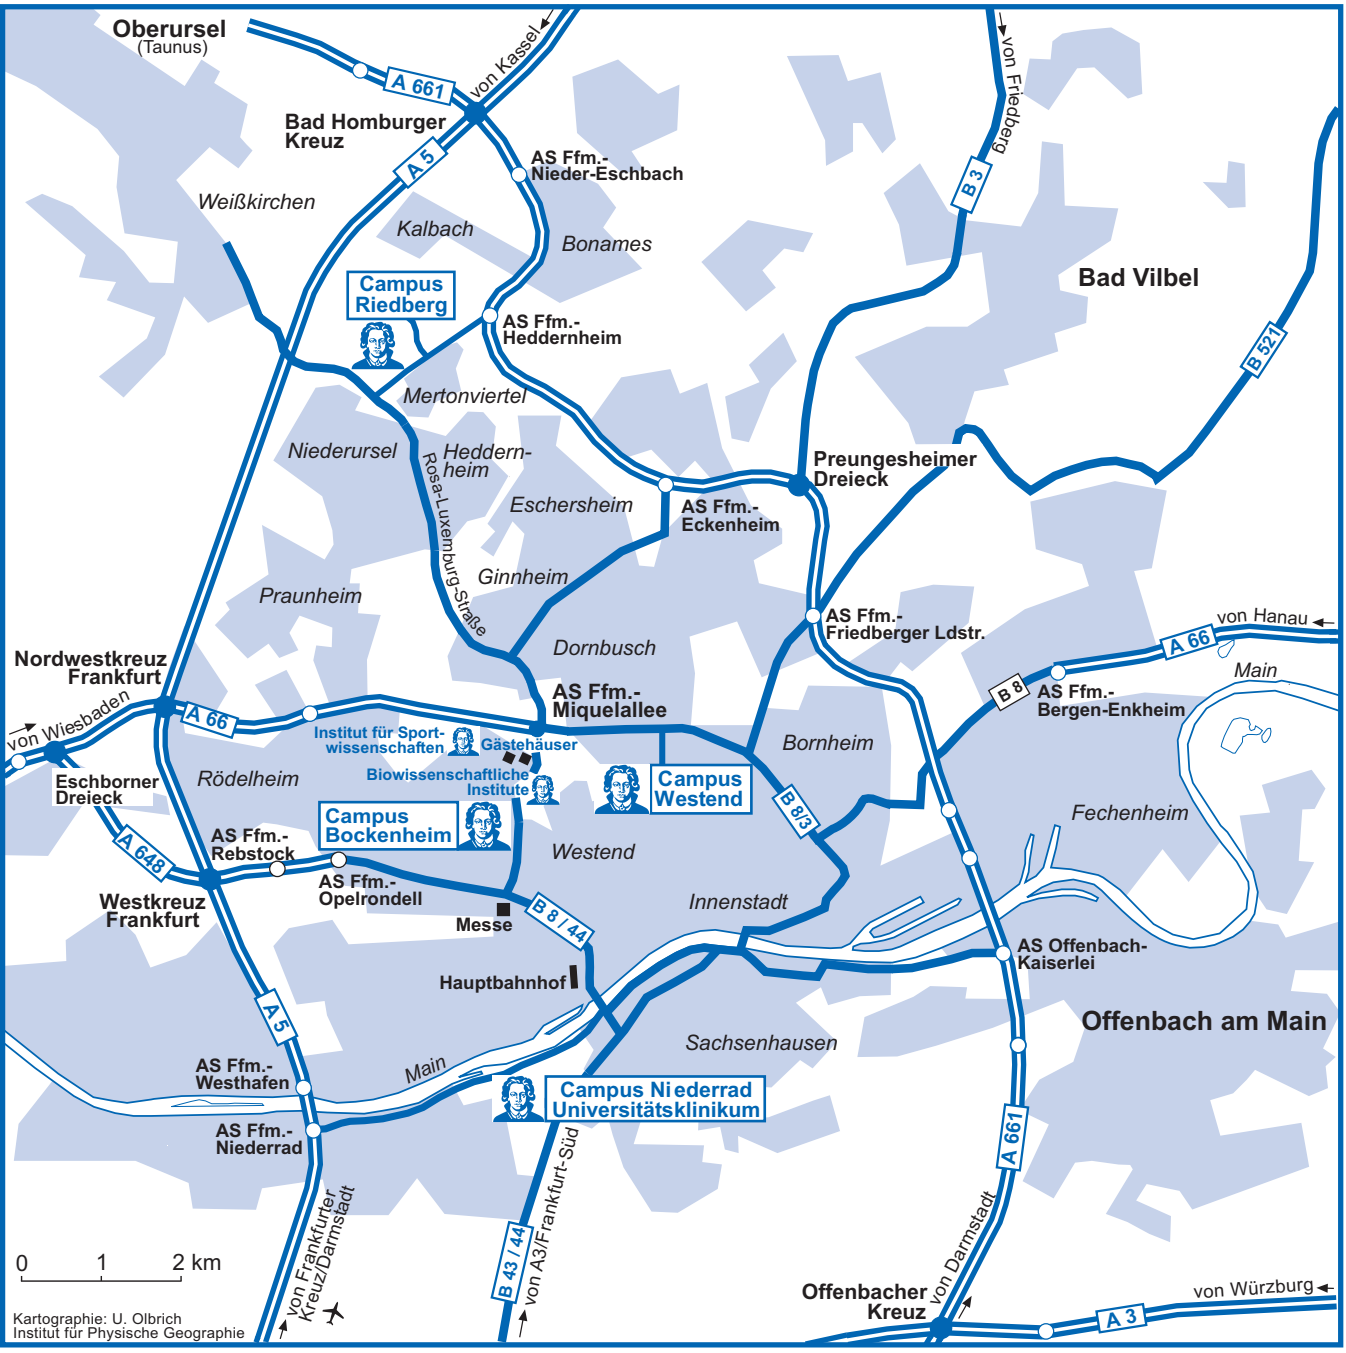 Oberursel
(Taunus)
A 661
von Kassel
von Friedberg
Bad Homburger
Kreuz
A 5
AS Ffm.-
Nieder-Eschbach
B 3
Weißkirchen
Kalbach
Bonames
Bad Vilbel
Campus
Riedberg
AS Ffm.-
Heddernheim
B 521
Mertonviertel
Niederursel
Heddern-
heim
Rosa-Luxemburg-Straße
Preungesheimer
Dreieck
Eschersheim
AS Ffm.-
Eckenheim
Ginnheim
Praunheim
AS Ffm.-
Friedberger Ldstr.
von Hanau
A 66
Dornbusch
Nordwestkreuz
Frankfurt
Main
B 8
AS Ffm.-
Bergen-Enkheim
AS Ffm.-
Miquelallee
von Wiesbaden
A 66
Institut für Sport-
wissenschaften
Gästehäuser
Bornheim
Biowissenschaftliche
Institute
Rödelheim
Eschborner
Dreieck
Campus
Westend
B 8/3
Campus
Bockenheim
Fechenheim
A 648
AS Ffm.-
Rebstock
Westend
AS Ffm.-
Opelrondell
Westkreuz
Frankfurt
Messe
B 8 / 44
Innenstadt
AS Offenbach-
Kaiserlei
Hauptbahnhof
A 5
Offenbach am Main
Sachsenhausen
AS Ffm.-
Westhafen
Main
Campus Niederrad
Universitätsklinikum
AS Ffm.-
Niederrad
A 661
von A3/Frankfurt-Süd
B 43 / 44
von Frankfurter
Kreuz/Darmstadt
von Darmstadt
0 1 2 km
Offenbacher
Kreuz
von Würzburg
A 3
Kartographie: U. Olbrich
Institut für Physische Geographie